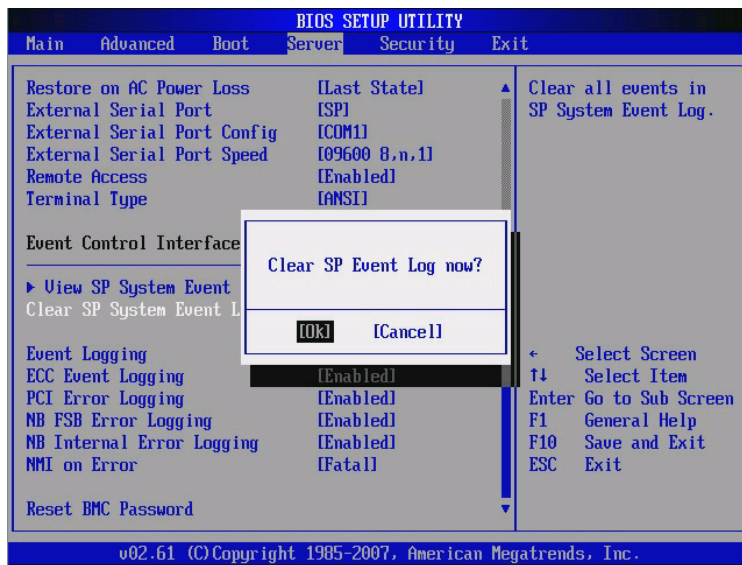 BIOS SETUP UTILITY
Main Advanced Boot Server Security Exit
Restore on AC Power Loss [Last State]
External Serial Port [SP]
External Serial Port Config [COM1]
External Serial Port Speed [09600 8,n,1]
Remote Access [Enabled]
Terminal Type [ANSI]
Event Control Interface
View SP System Event
Clear SP System Event L
Event Logging
ECC Event Logging [Enabled]
PCI Error Logging [Enabled]
NB FSB Error Logging [Enabled]
NB Internal Error Logging [Enabled]
NMI on Error [Fatal]
Reset BMC Password
Clear SP Event Log now?
[Ok] [Cancel]
Clear all events in
SP System Event Log.
← Select Screen
↑↓ Select Item
Enter Go to Sub Screen
F1 General Help
F10 Save and Exit
ESC Exit
v02.61 (C)Copyright 1985-2007, American Megatrends, Inc.